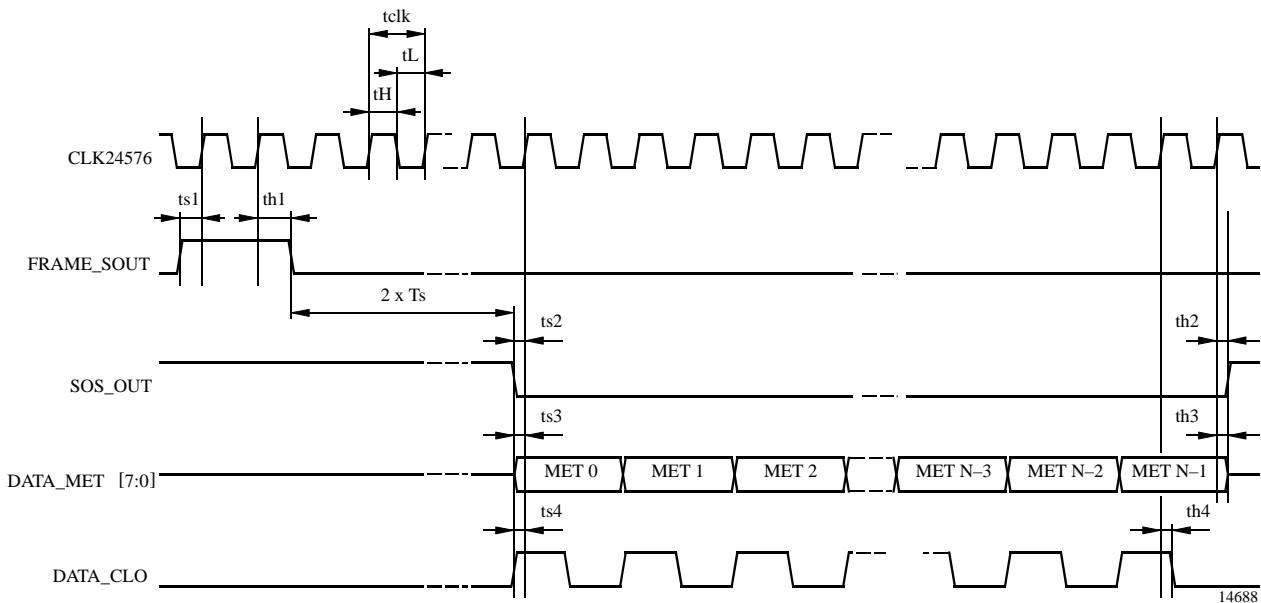 tclk
tL
tH
CLK24576
ts1
th1
FRAME_SOUT
2 x Ts
ts2
th2
SOS_OUT
ts3
th3
DATA_MET [7:0]
MET 0
MET 1
MET 2
MET N–3
MET N–2
MET N–1
ts4
th4
DATA_CLO
14688